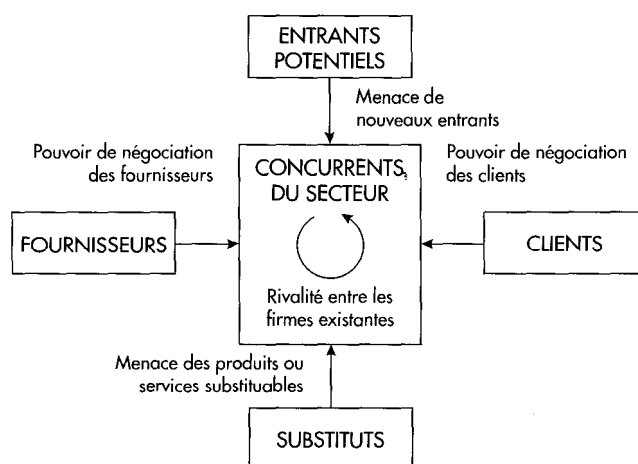 ENTRANTS
POTENTIELS
Menace de
nouveaux entrants
Pouvoir de négociation
des fournisseurs
CONCURRENTS
DU SECTEUR
Pouvoir de négociation
des clients
FOURNISSEURS
CLIENTS
Rivalité entre les
firmes existantes
Menace des produits ou
services substituables
SUBSTITUTS